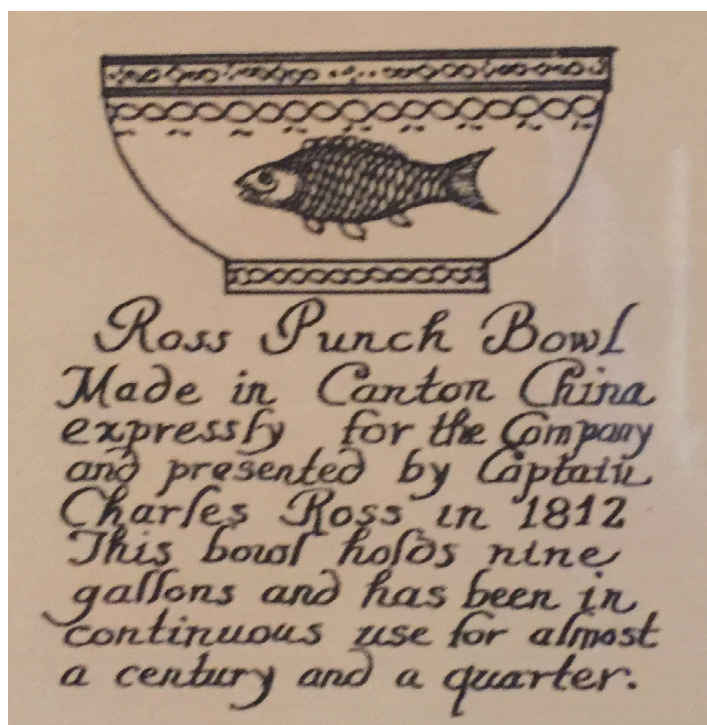 Ross Punch Bowl
Made in Canton China
expressly for the Company
and presented by Captain
Charles Ross in 1812
This bowl holds nine
gallons and has been in
continuous use for almost
a century and a quarter.